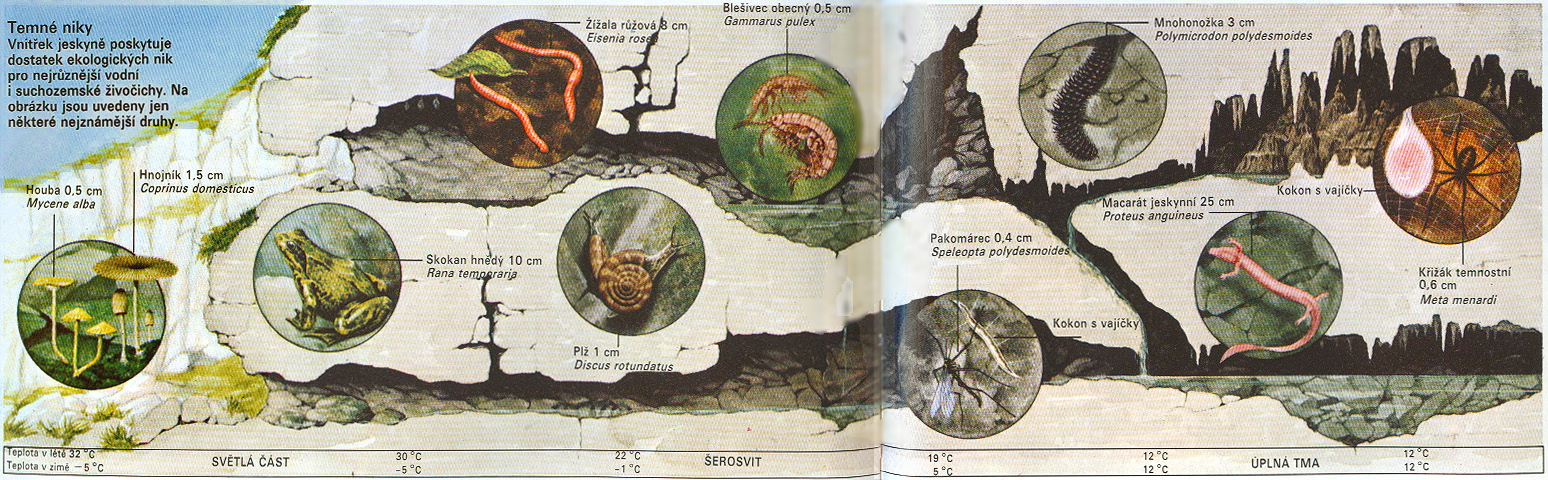 Temné niky
Vnitřek jeskyně poskytuje
dostatek ekologických nik
pro nejrůznější vodní
i suchozemské živočichy. Na
obrázku jsou uvedeny jen
některé nejznámější druhy.
Houba 0,5 cm
Mycene alba
Hnojník 1,5 cm
Coprinus domesticus
Žížala růžová 8 cm
Eisenia rosea
Blešivec obecný 0,5 cm
Gammarus pulex
Skokan hnědý 10 cm
Rana temporaria
Plž 1 cm
Discus rotundatus
Mnohonožka 3 cm
Polymicrodon polydesmoides
Kokon s vajíčky
Macarát jeskynní 25 cm
Proteus anguineus
Pakomárec 0,4 cm
Speleopta polydesmoides
Kokon s vajíčky
Křižák temnostní
0,6 cm
Meta menardi
Teplota v létě 32 °C
Teplota v zimě –5 °C
SVĚTLÁ ČÁST
30 °C
–5 °C
22 °C
–1 °C
ŠEROSVIT
19 °C
5 °C
12 °C
12 °C
ÚPLNÁ TMA
12 °C
12 °C